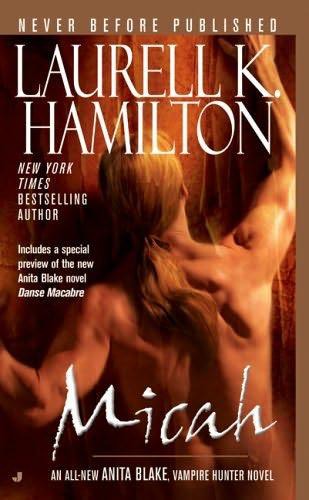 NEVER BEFORE PUBLISHED
LAURELL K.
HAMILTON
NEW YORK
TIMES
BESTSELLING
AUTHOR
Includes a special
preview of the new
Anita Blake novel
Danse Macabre
Micah
J
AN ALL-NEW ANITA BLAKE, VAMPIRE HUNTER NOVEL